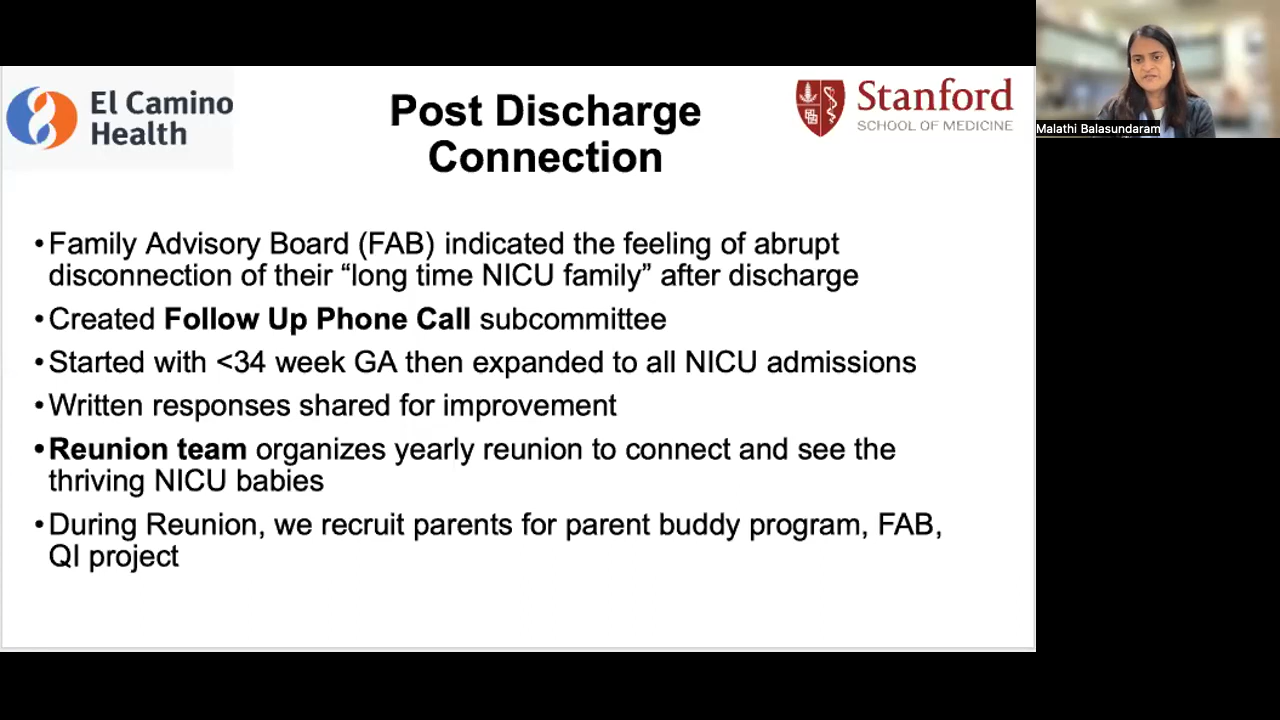 El Camino
Health
Post Discharge
Connection
Stanford
SCHOOL OF MEDICINE
Malathi Balasundaram
•Family Advisory Board (FAB) indicated the feeling of abrupt
disconnection of their “long time NICU family” after discharge
•Created Follow Up Phone Call subcommittee
•Started with <34 week GA then expanded to all NICU admissions
•Written responses shared for improvement
•Reunion team organizes yearly reunion to connect and see the
thriving NICU babies
•During Reunion, we recruit parents for parent buddy program, FAB,
QI project